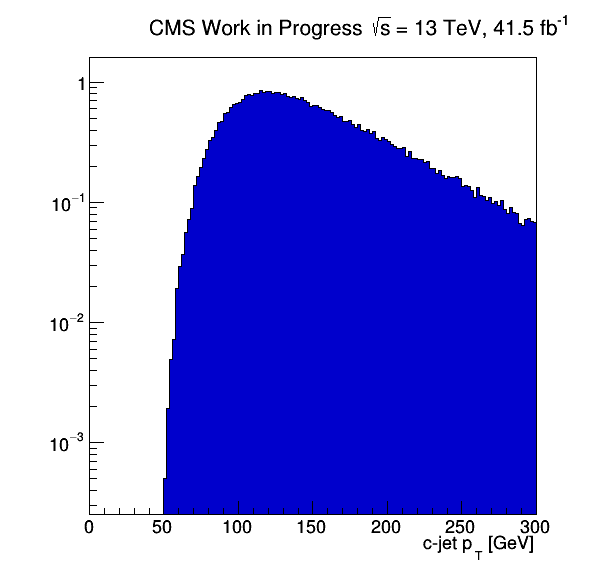 CMS Work in Progress √s = 13 TeV, 41.5 fb⁻¹
1
10⁻¹
10⁻²
10⁻³
0 50 100 150 200 250 300
c-jet p_T [GeV]